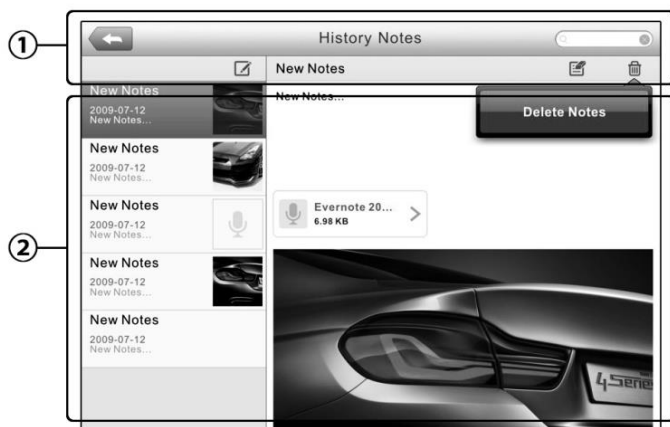 ①
History Notes
New Notes
New Notes
2009-07-12
New Notes...
New Notes
2009-07-12
New Notes...
New Notes
2009-07-12
New Notes...
New Notes
2009-07-12
New Notes...
New Notes
2009-07-12
New Notes...
②
New Notes...
Delete Notes
Evernote 20...
6.98 KB
4Series